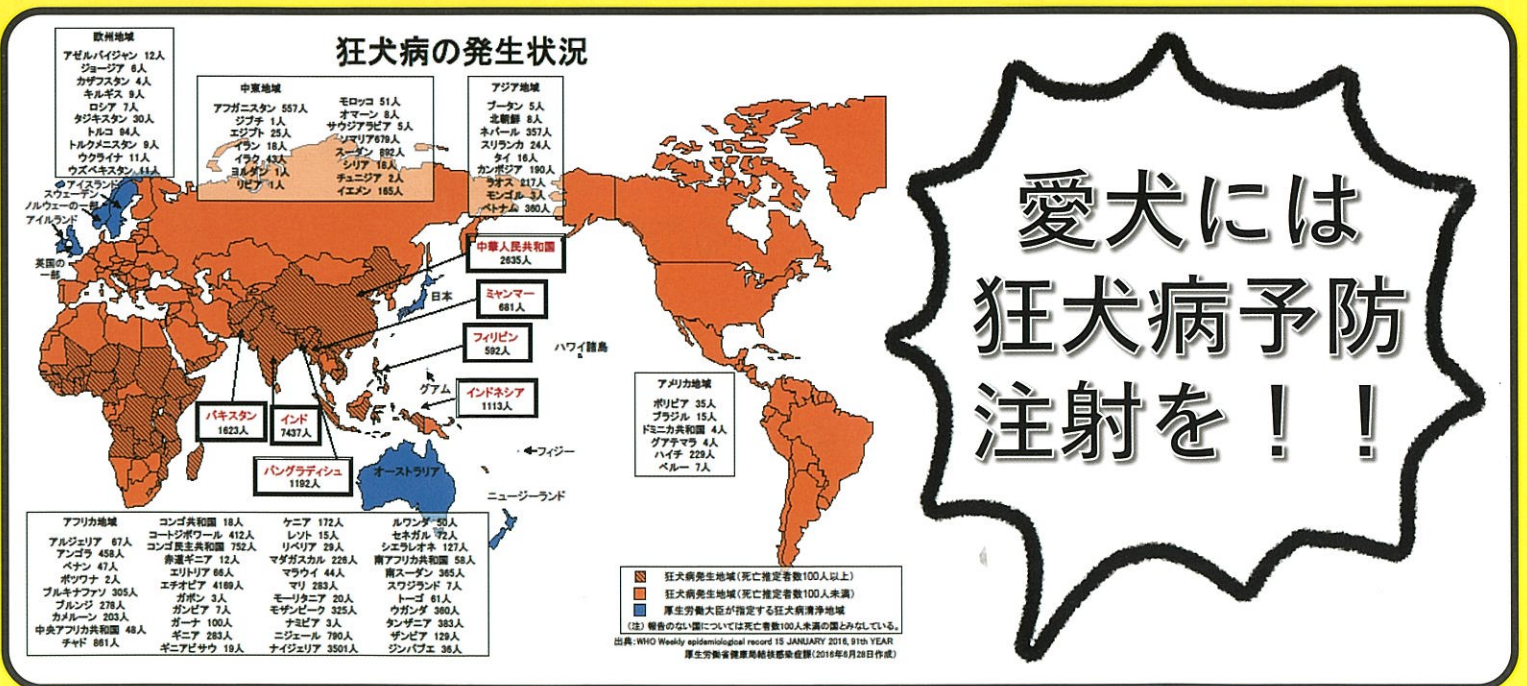 狂犬病の発生状況
欧州地域
アゼルバイジャン 12人
ジョージア 6人
カザフスタン 4人
キルギス 9人
ロシア 7人
タジキスタン 30人
トルコ 94人
トルクメニスタン 9人
ウクライナ 11人
ウズベキスタン 11人
中東地域
アフガニスタン 557人
ジブチ 1人
エジプト 25人
イラン 18人
イラク 43人
ヨルダン 1人
リビア 1人
モロッコ 51人
オマーン 8人
サウジアラビア 5人
ソマリア679人
スーダン 892人
シリア 18人
チュニジア 2人
イエメン 165人
アジア地域
ブータン 5人
北朝鮮 8人
ネパール 357人
スリランカ 24人
タイ 16人
カンボジア 190人
ラオス 217人
モンゴル 3人
ベトナム 360人
アイスランド
スウェーデン
ノルウェーの一部
アイルランド
英国の
一部
中華人民共和国
2635人
日本
ミャンマー
681人
フィリピン
592人
ハワイ諸島
グアム
インドネシア
1113人
パキスタン
1623人
インド
7437人
バングラディシュ
1192人
オーストラリア
フィジー
ニュージーランド
アメリカ地域
ボリビア 35人
ブラジル 15人
ドミニカ共和国 4人
グアテマラ 4人
ハイチ 229人
ペルー 7人
アフリカ地域
アルジェリア 67人
アンゴラ 458人
ベナン 47人
ボツワナ 2人
ブルキナファソ 305人
ブルンジ 278人
カメルーン 203人
中央アフリカ共和国 48人
チャド 861人
コンゴ共和国 18人
コートジボワール 412人
コンゴ民主共和国 752人
赤道ギニア 12人
エリトリア 66人
エチオピア 4169人
ガボン 3人
ガンビア 7人
ガーナ 100人
ギニア 283人
ギニアビサウ 19人
ケニア 172人
レソト 15人
リベリア 29人
マダガスカル 226人
マラウイ 44人
マリ 283人
モーリタニア 20人
モザンビーク 325人
ナミビア 3人
ニジェール 790人
ナイジェリア 3501人
ルワンダ 50人
セネガル 72人
シエラレオネ 127人
南アフリカ共和国 58人
南スーダン 365人
スワジランド 7人
トーゴ 61人
ウガンダ 360人
タンザニア 383人
ザンビア 129人
ジンバブエ 36人
狂犬病発生地域(死亡推定者数100人以上)
狂犬病発生地域(死亡推定者数100人未満)
厚生労働大臣が指定する狂犬病清浄地域
(注) 報告のない国については死亡者数100人未満の国とみなしている。
出典:WHO Weekly epidemiological record 15 JANUARY 2016, 91th YEAR
厚生労働省健康局結核感染症課(2016年6月28日作成)
愛犬には
狂犬病予防
注射を！！